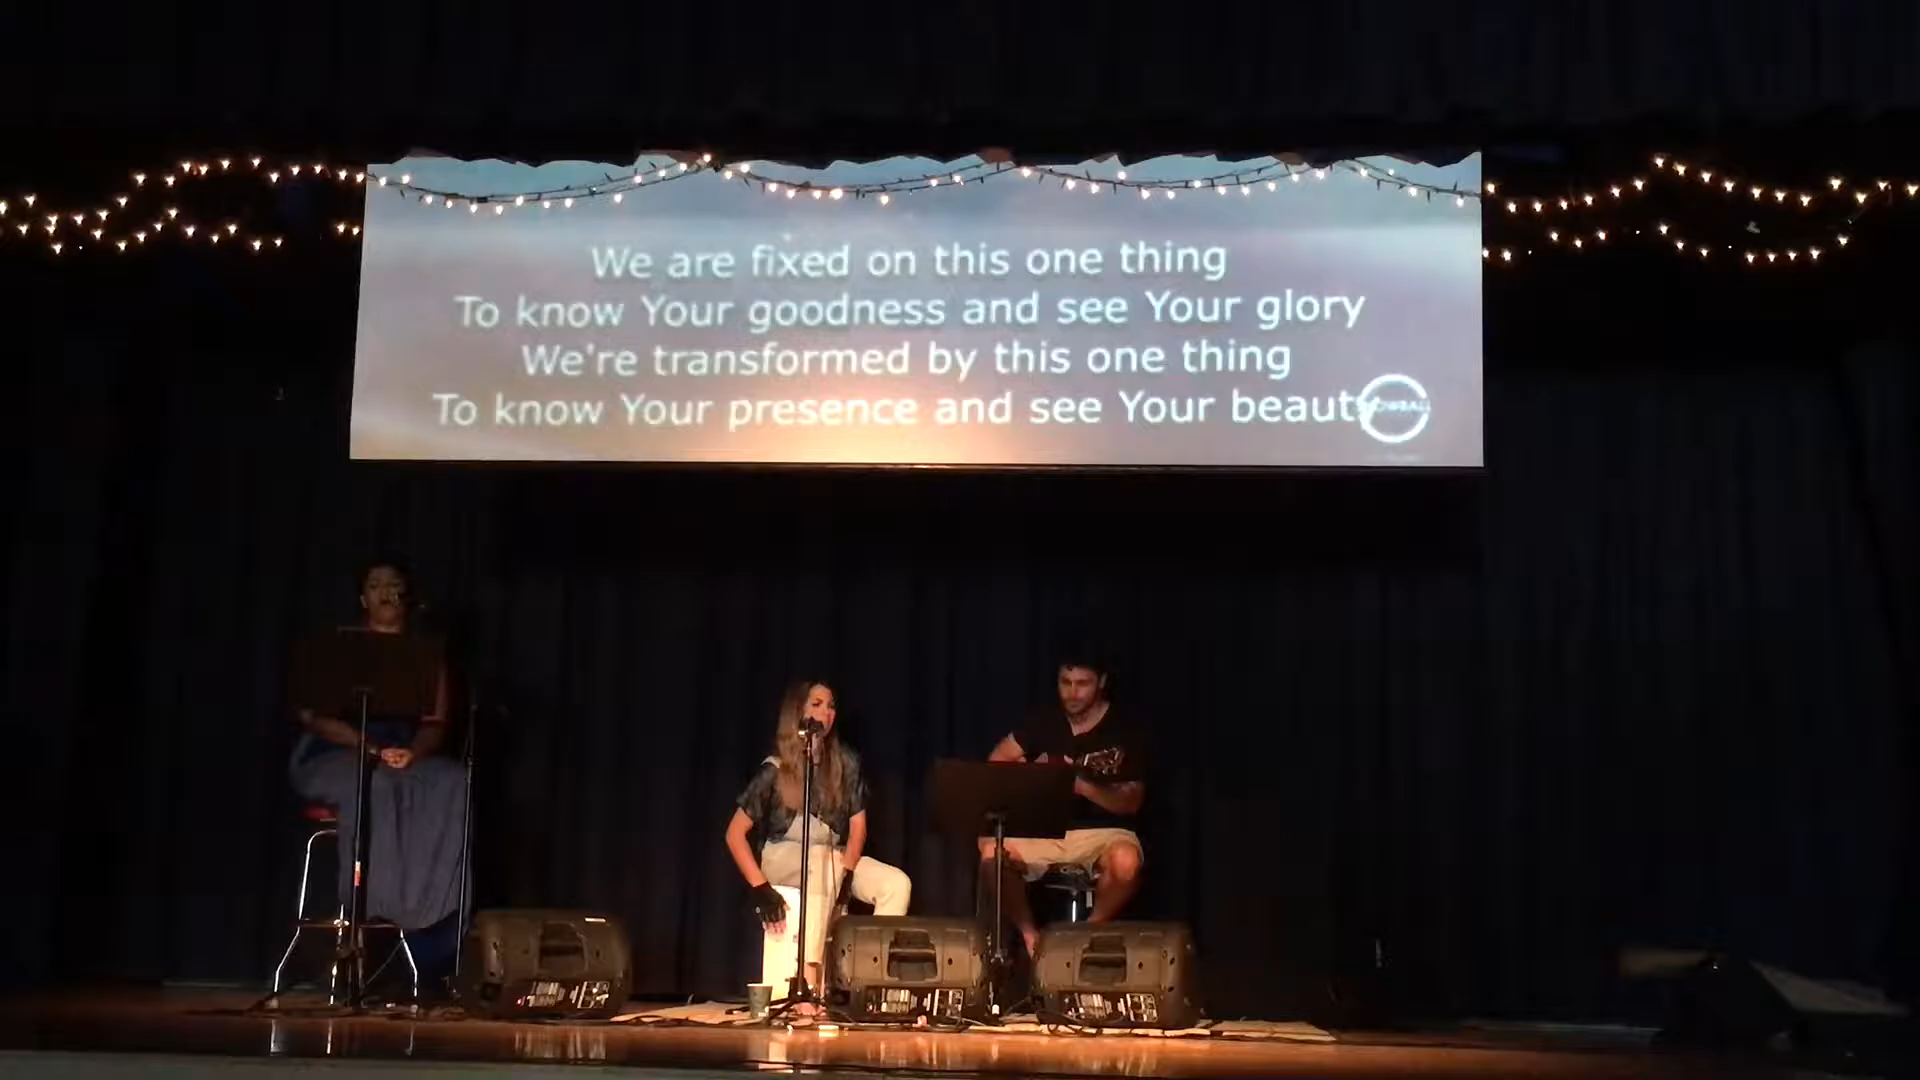 We are fixed on this one thing
To know Your goodness and see Your glory
We're transformed by this one thing
To know Your presence and see Your beauty